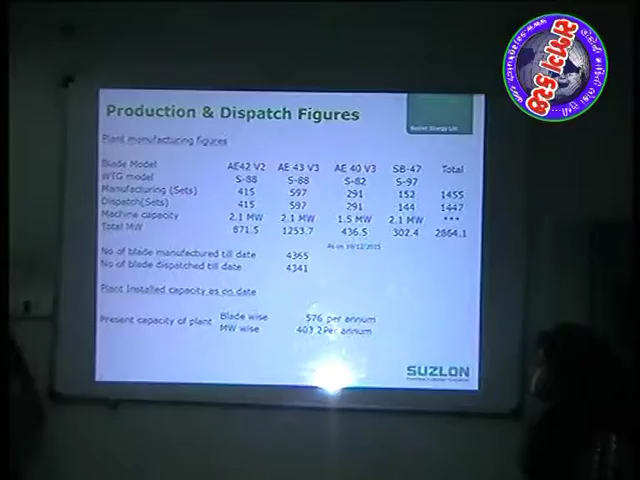 Production & Dispatch Figures
Suzlon Energy Ltd
Plant manufacturing figures
Blade Model AE42 V2 AE 43 V3 AE 40 V3 SB-47 Total
WTG model S-88 S-88 S-82 S-97
Manufacturing (Sets) 415 597 291 152 1455
Dispatch(Sets) 415 597 291 144 1447
Machine capacity 2.1 MW 2.1 MW 1.5 MW 2.1 MW ***
Total MW 871.5 1253.7 436.5 302.4 2864.1
No of blade manufactured till date 4365
No of blade dispatched till date 4341
Plant Installed capacity as on date
Present capacity of plant Blade wise 576 per annum
MW wise 403.2Per annum
SUZLON